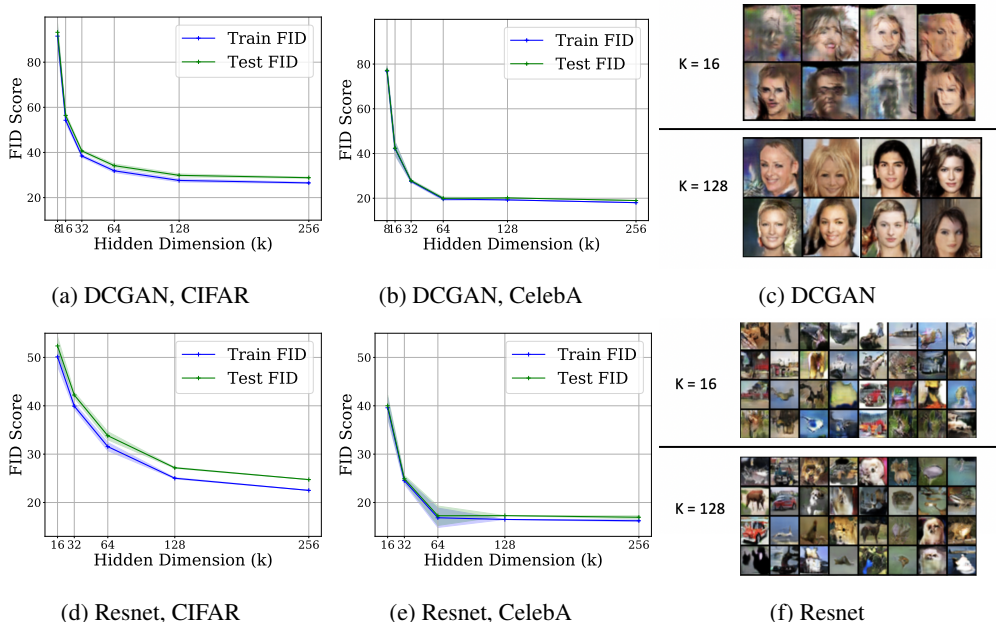 80
60
40
20
FID Score
Train FID
Test FID
8 16 32 64 128 256
Hidden Dimension (k)
(a) DCGAN, CIFAR
80
60
40
20
FID Score
Train FID
Test FID
8 16 32 64 128 256
Hidden Dimension (k)
(b) DCGAN, CelebA
K = 16
K = 128
(c) DCGAN
50
40
30
20
FID Score
Train FID
Test FID
16 32 64 128 256
Hidden Dimension (k)
(d) Resnet, CIFAR
50
40
30
20
FID Score
Train FID
Test FID
16 32 64 128 256
Hidden Dimension (k)
(e) Resnet, CelebA
K = 16
K = 128
(f) Resnet